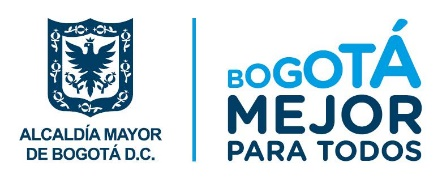 ALCALDÍA MAYOR
DE BOGOTÁ D.C.
BOGOTÁ
MEJOR
PARA TODOS